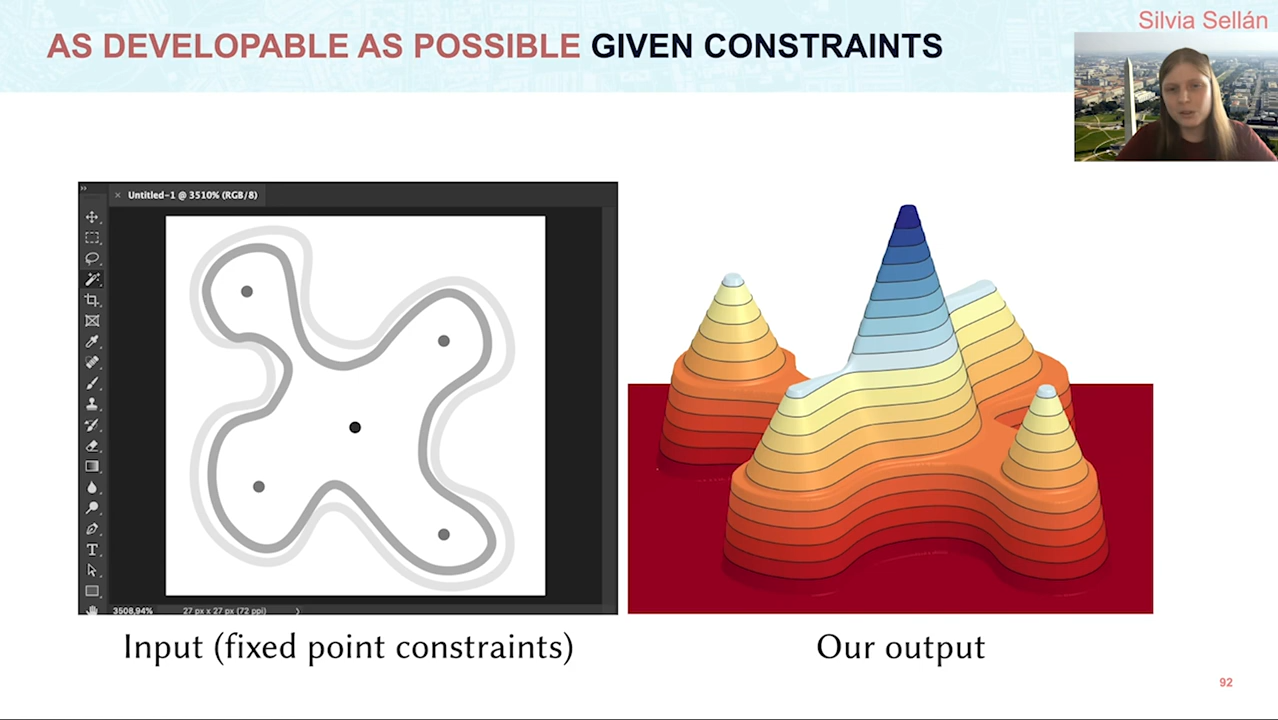 Silvia Sellán
AS DEVELOPABLE AS POSSIBLE GIVEN CONSTRAINTS
Untitled-1 @ 3510% (RGB/8)
3508,94% 27 px x 27 px (72 ppi)
Input (fixed point constraints)
Our output
92